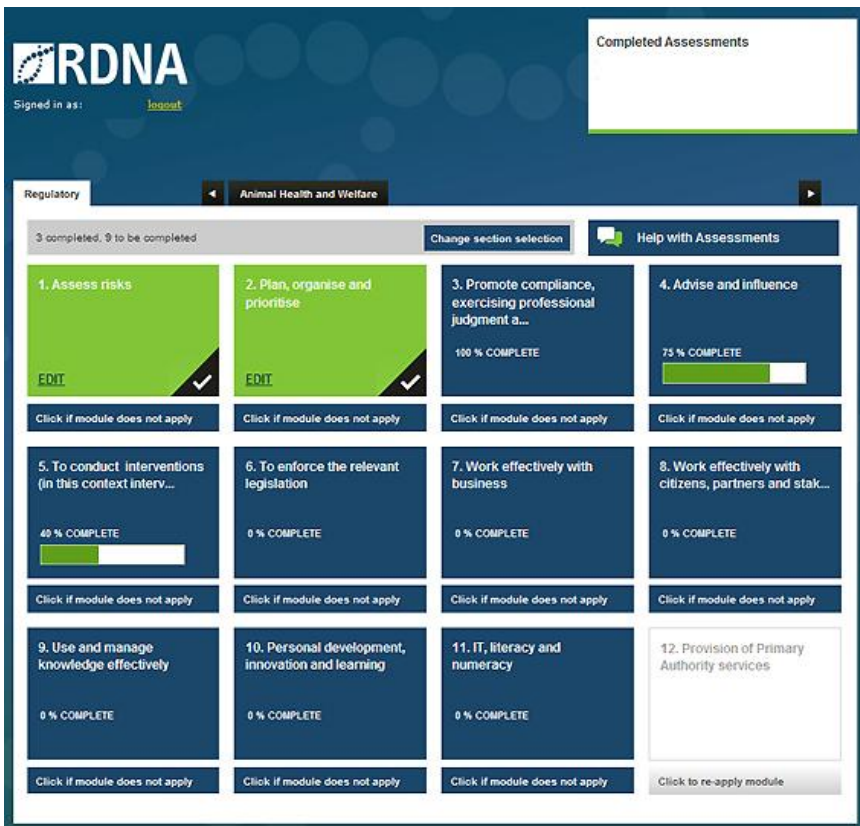 RDNA
Completed Assessments
Signed in as:
logout
Regulatory
Animal Health and Welfare
3 completed, 9 to be completed
Change section selection
Help with Assessments
1. Assess risks
EDIT
Click if module does not apply
2. Plan, organise and
prioritise
EDIT
Click if module does not apply
3. Promote compliance,
exercising professional
judgment a...
100 % COMPLETE
Click if module does not apply
4. Advise and influence
75 % COMPLETE
Click if module does not apply
5. To conduct interventions
(in this context interv...
40 % COMPLETE
Click if module does not apply
6. To enforce the relevant
legislation
0 % COMPLETE
Click if module does not apply
7. Work effectively with
business
0 % COMPLETE
Click if module does not apply
8. Work effectively with
citizens, partners and stak...
0 % COMPLETE
Click if module does not apply
9. Use and manage
knowledge effectively
0 % COMPLETE
Click if module does not apply
10. Personal development,
innovation and learning
0 % COMPLETE
Click if module does not apply
11. IT, literacy and
numeracy
0 % COMPLETE
Click if module does not apply
12. Provision of Primary
Authority services
Click to re-apply module